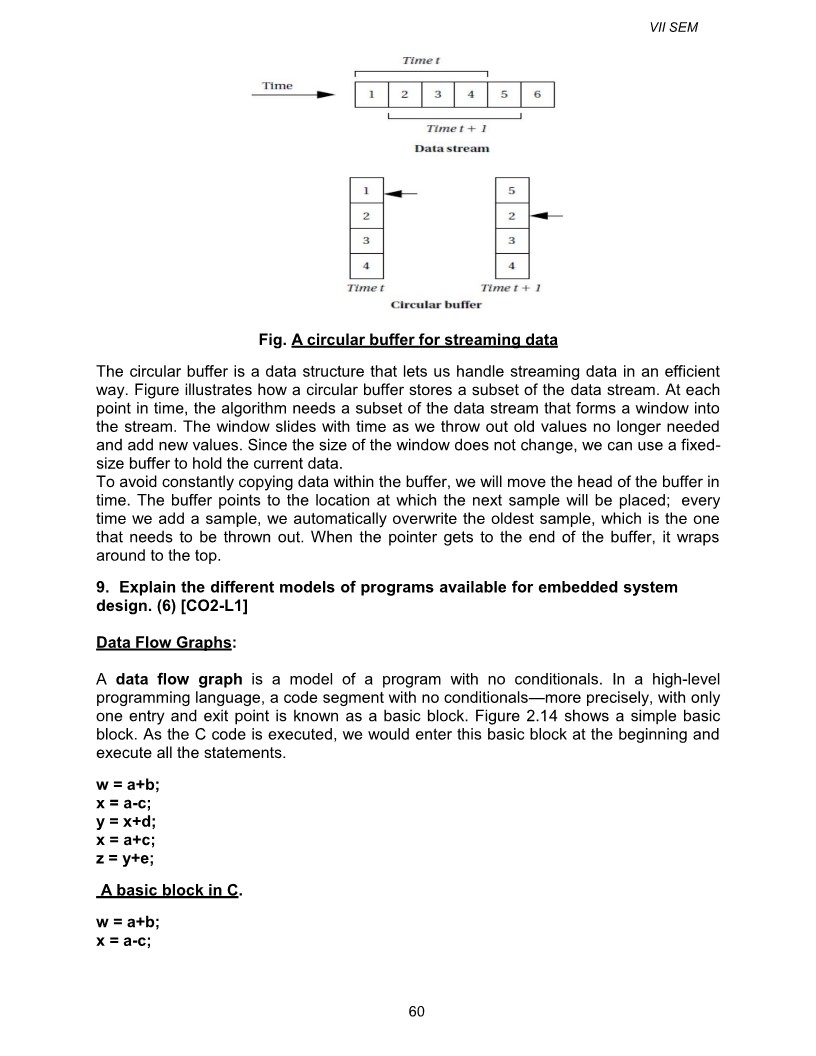 VII SEM
Time t
Time
1 2 3 4 5 6
Time t + 1
Data stream
1 5
2 2
3 3
4 4
Time t Time t + 1
Circular buffer
Fig. A circular buffer for streaming data
The circular buffer is a data structure that lets us handle streaming data in an efficient
way. Figure illustrates how a circular buffer stores a subset of the data stream. At each
point in time, the algorithm needs a subset of the data stream that forms a window into
the stream. The window slides with time as we throw out old values no longer needed
and add new values. Since the size of the window does not change, we can use a fixed-
size buffer to hold the current data.
To avoid constantly copying data within the buffer, we will move the head of the buffer in
time. The buffer points to the location at which the next sample will be placed; every
time we add a sample, we automatically overwrite the oldest sample, which is the one
that needs to be thrown out. When the pointer gets to the end of the buffer, it wraps
around to the top.
9. Explain the different models of programs available for embedded system
design. (6) [CO2-L1]
Data Flow Graphs:
A data flow graph is a model of a program with no conditionals. In a high-level
programming language, a code segment with no conditionals—more precisely, with only
one entry and exit point is known as a basic block. Figure 2.14 shows a simple basic
block. As the C code is executed, we would enter this basic block at the beginning and
execute all the statements.
w = a+b;
x = a-c;
y = x+d;
x = a+c;
z = y+e;
A basic block in C.
w = a+b;
x = a-c;
60